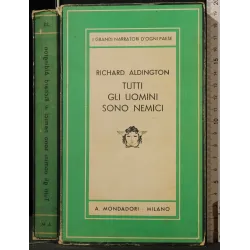 I GRANDI NARRATORI D'OGNI PAESE
RICHARD ALDINGTON
TUTTI
GLI UOMINI
SONO NEMICI
A. MONDADORI - MILANO